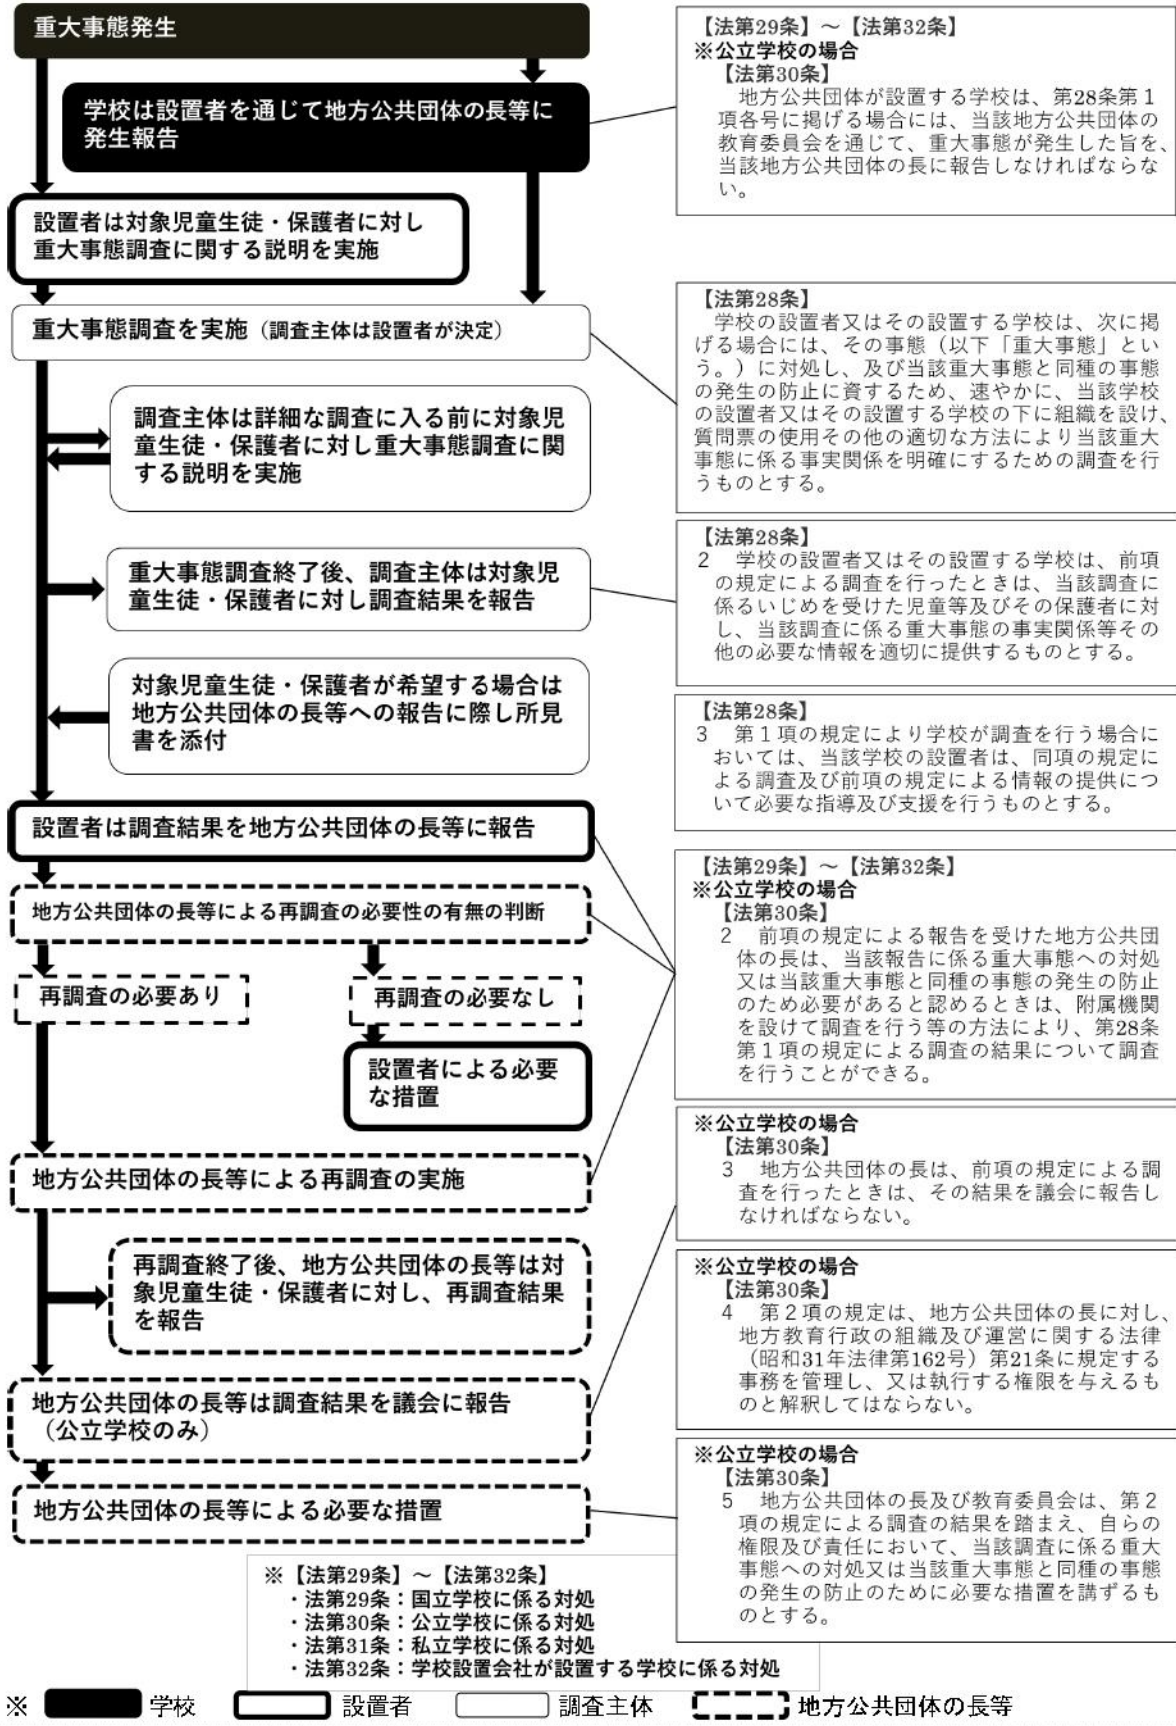 重大事態発生
学校は設置者を通じて地方公共団体の長等に
発生報告
設置者は対象児童生徒・保護者に対し
重大事態調査に関する説明を実施
重大事態調査を実施（調査主体は設置者が決定）
調査主体は詳細な調査に入る前に対象児
童生徒・保護者に対し重大事態調査に関
する説明を実施
重大事態調査終了後、調査主体は対象児
童生徒・保護者に対し調査結果を報告
対象児童生徒・保護者が希望する場合は
地方公共団体の長等への報告に際し所見
書を添付
設置者は調査結果を地方公共団体の長等に報告
地方公共団体の長等による再調査の必要性の有無の判断
再調査の必要あり
再調査の必要なし
設置者による必要
な措置
地方公共団体の長等による再調査の実施
再調査終了後、地方公共団体の長等は対
象児童生徒・保護者に対し、再調査結果
を報告
地方公共団体の長等は調査結果を議会に報告
（公立学校のみ）
地方公共団体の長等による必要な措置
【法第29条】～【法第32条】
※公立学校の場合
【法第30条】
地方公共団体が設置する学校は、第28条第１
項各号に掲げる場合には、当該地方公共団体の
教育委員会を通じて、重大事態が発生した旨を、
当該地方公共団体の長に報告しなければならな
い。
【法第28条】
学校の設置者又はその設置する学校は、次に掲
げる場合には、その事態（以下「重大事態」とい
う。）に対処し、及び当該重大事態と同種の事態
の発生の防止に資するため、速やかに、当該学校
の設置者又はその設置する学校の下に組織を設け、
質問票の使用その他の適切な方法により当該重大
事態に係る事実関係を明確にするための調査を行
うものとする。
【法第28条】
２　学校の設置者又はその設置する学校は、前項
の規定による調査を行ったときは、当該調査に
係るいじめを受けた児童等及びその保護者に対
し、当該調査に係る重大事態の事実関係等その
他の必要な情報を適切に提供するものとする。
【法第28条】
３　第１項の規定により学校が調査を行う場合に
おいては、当該学校の設置者は、同項の規定に
よる調査及び前項の規定による情報の提供につ
いて必要な指導及び支援を行うものとする。
【法第29条】～【法第32条】
※公立学校の場合
【法第30条】
２　前項の規定による報告を受けた地方公共団
体の長は、当該報告に係る重大事態への対処
又は当該重大事態と同種の事態の発生の防止
のため必要があると認めるときは、附属機関
を設けて調査を行う等の方法により、第28条
第１項の規定による調査の結果について調査
を行うことができる。
※公立学校の場合
【法第30条】
３　地方公共団体の長は、前項の規定による調
査を行ったときは、その結果を議会に報告し
なければならない。
※公立学校の場合
【法第30条】
４　第２項の規定は、地方公共団体の長に対し、
地方教育行政の組織及び運営に関する法律
（昭和31年法律第162号）第21条に規定する
事務を管理し、又は執行する権限を与えるも
のと解釈してはならない。
※公立学校の場合
【法第30条】
５　地方公共団体の長及び教育委員会は、第２
項の規定による調査の結果を踏まえ、自らの
権限及び責任において、当該調査に係る重大
事態への対処又は当該重大事態と同種の事態
の発生の防止のために必要な措置を講ずるも
のとする。
※【法第29条】～【法第32条】
・法第29条：国立学校に係る対処
・法第30条：公立学校に係る対処
・法第31条：私立学校に係る対処
・法第32条：学校設置会社が設置する学校に係る対処
※ 学校 設置者 調査主体 地方公共団体の長等